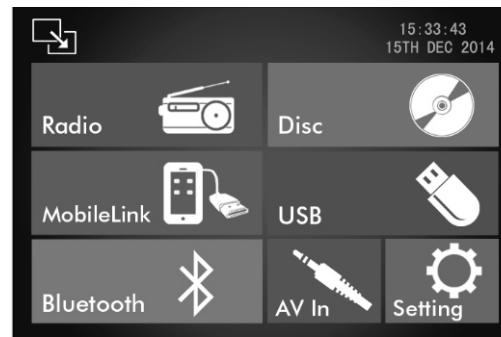 15:33:43
15TH DEC 2014
Radio
Disc
MobileLink
USB
Bluetooth
AV In
Setting